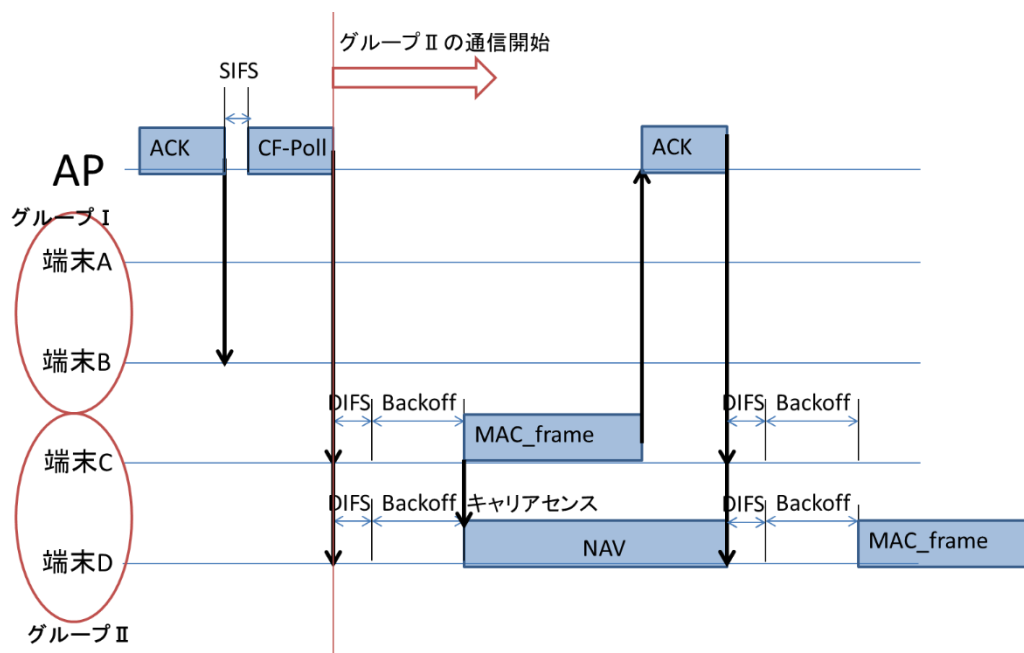 グループⅡの通信開始
SIFS
ACK
CF-Poll
ACK
AP
グループⅠ
端末A
端末B
DIFS
Backoff
DIFS
Backoff
MAC_frame
端末C
DIFS
Backoff
キャリアセンス
DIFS
Backoff
NAV
MAC_frame
端末D
グループⅡ